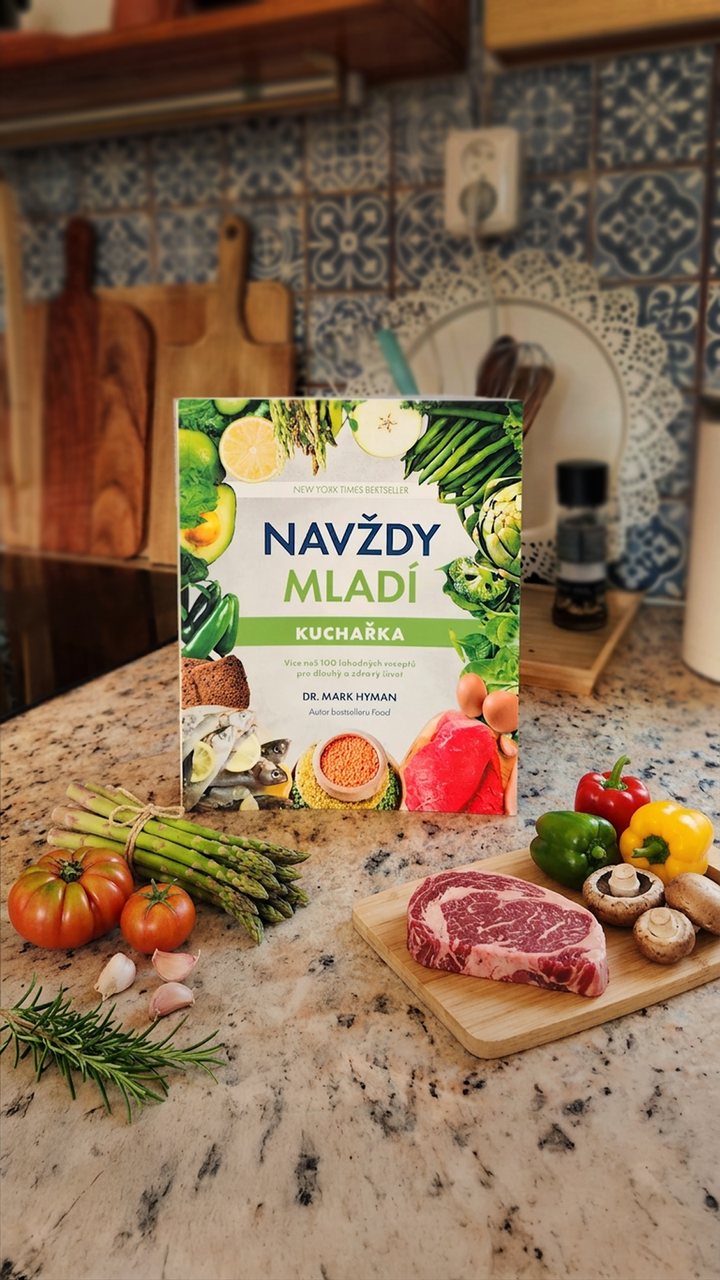 NEW YORK TIMES BEKTSELLER
NAVŽDY
MLADÍ
KUCHAŘKA
Více než 100 lahodných receptů
pro dlouhý a zdravý život
DR. MARK HYMAN
Autor bestselleru Food